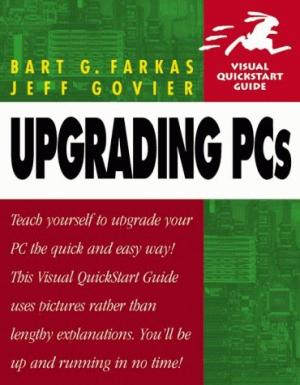 BART G. FARKAS
JEFF GOVIER
VISUAL
QUICKSTART
GUIDE
UPGRADING PCs
Teach yourself to upgrade your
PC the quick and easy way!
This Visual QuickStart Guide
uses pictures rather than
lengthy explanations. You'll be
up and running in no time!